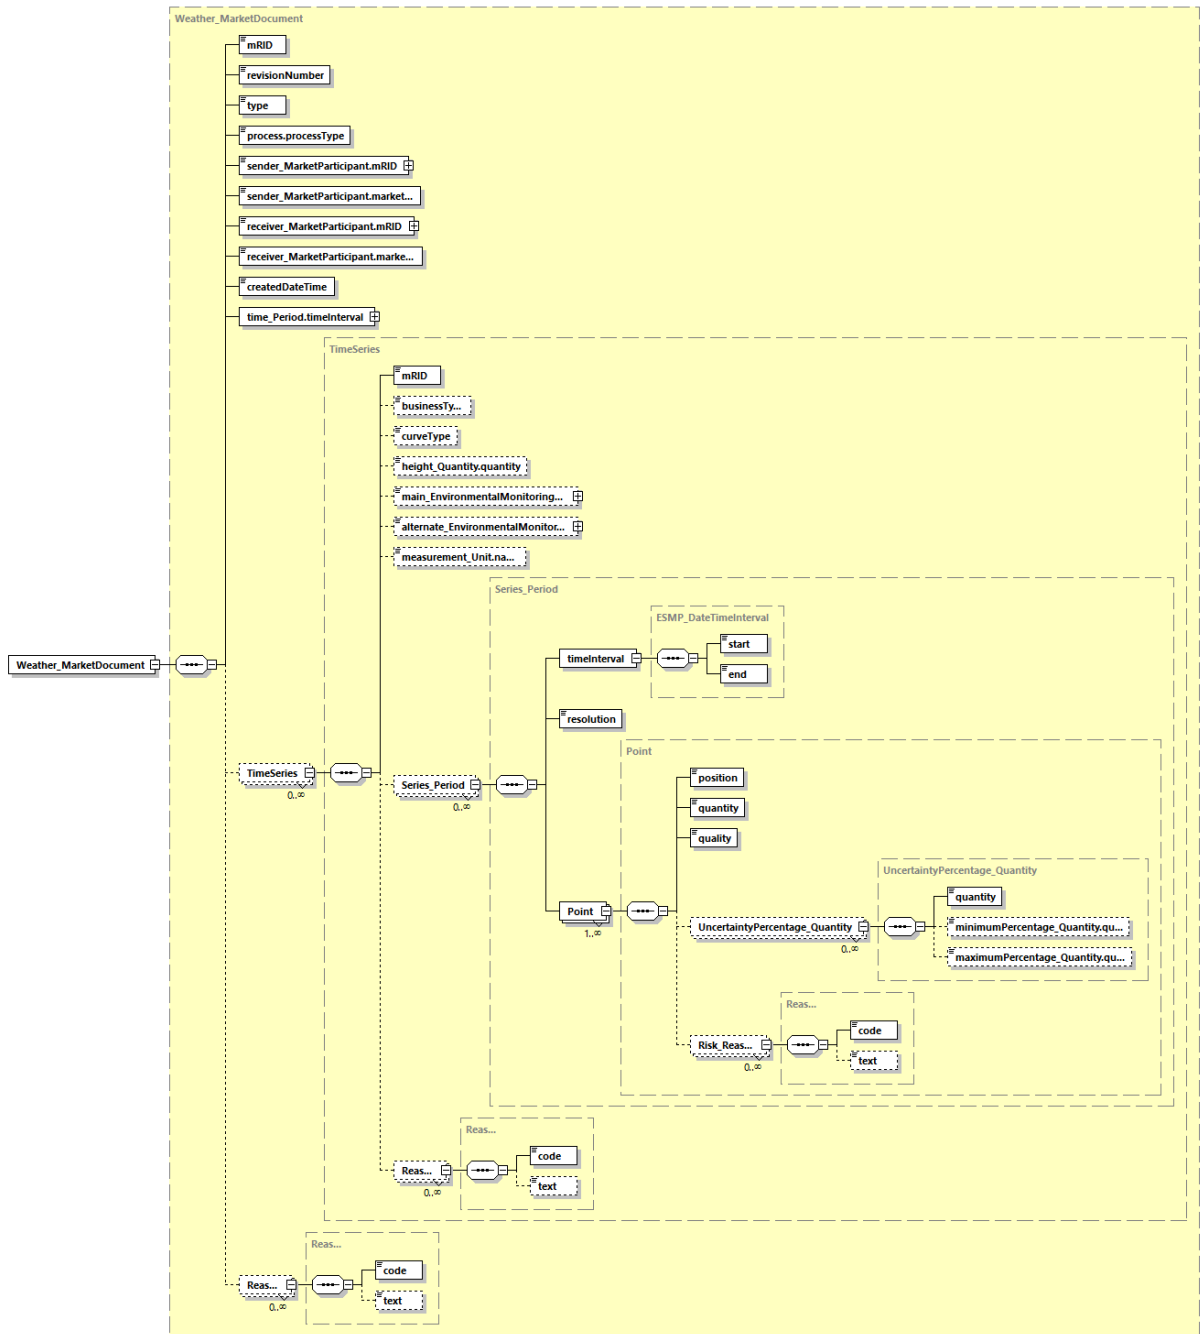 Weather_MarketDocument
mRID
revisionNumber
type
process.processType
sender_MarketParticipant.mRID
sender_MarketParticipant.market...
receiver_MarketParticipant.mRID
receiver_MarketParticipant.marke...
createdDateTime
time_Period.timeInterval
TimeSeries
mRID
businessTy...
curveType
height_Quantity.quantity
main_EnvironmentalMonitoring...
alternate_EnvironmentalMonitor...
measurement_Unit.na...
Series_Period
ESMP_DateTimeInterval
start
timeInterval
end
Weather_MarketDocument
resolution
Point
TimeSeries
0..∞
position
Series_Period
0..∞
quantity
quality
UncertaintyPercentage_Quantity
quantity
Point
1..∞
UncertaintyPercentage_Quantity
0..∞
minimumPercentage_Quantity.qu...
maximumPercentage_Quantity.qu...
Reas...
code
Risk_Reas...
0..∞
text
Reas...
code
Reas...
0..∞
text
Reas...
code
Reas...
0..∞
text